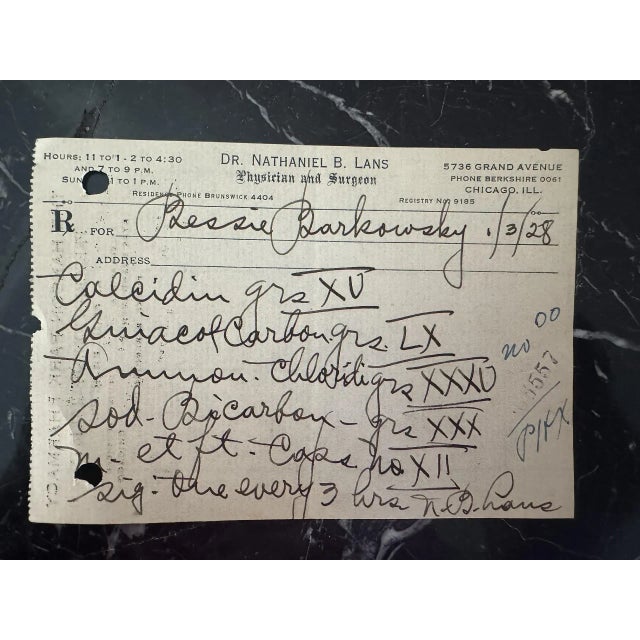 HOURS: 11 TO 1 - 2 TO 4:30
AND 7 TO 9 P.M.
SUN. 11 TO 1 P.M.
DR. NATHANIEL B. LANS
Physician and Surgeon
5736 GRAND AVENUE
PHONE BERKSHIRE 0061
CHICAGO, ILL.
RESIDENCE PHONE BRUNSWICK 4404
REGISTRY NO. 9185
R FOR Bessie Barkowsky 1/3/28
ADDRESS
Calcidin grs XV
Guiacol Carbon grs. LX
Ammon. Chloridi grs XXXV
Sod. Bicarbon - grs XXX
M. et ft. Caps. No XII
Sig. One every 3 hrs N.B. Lans
no 00